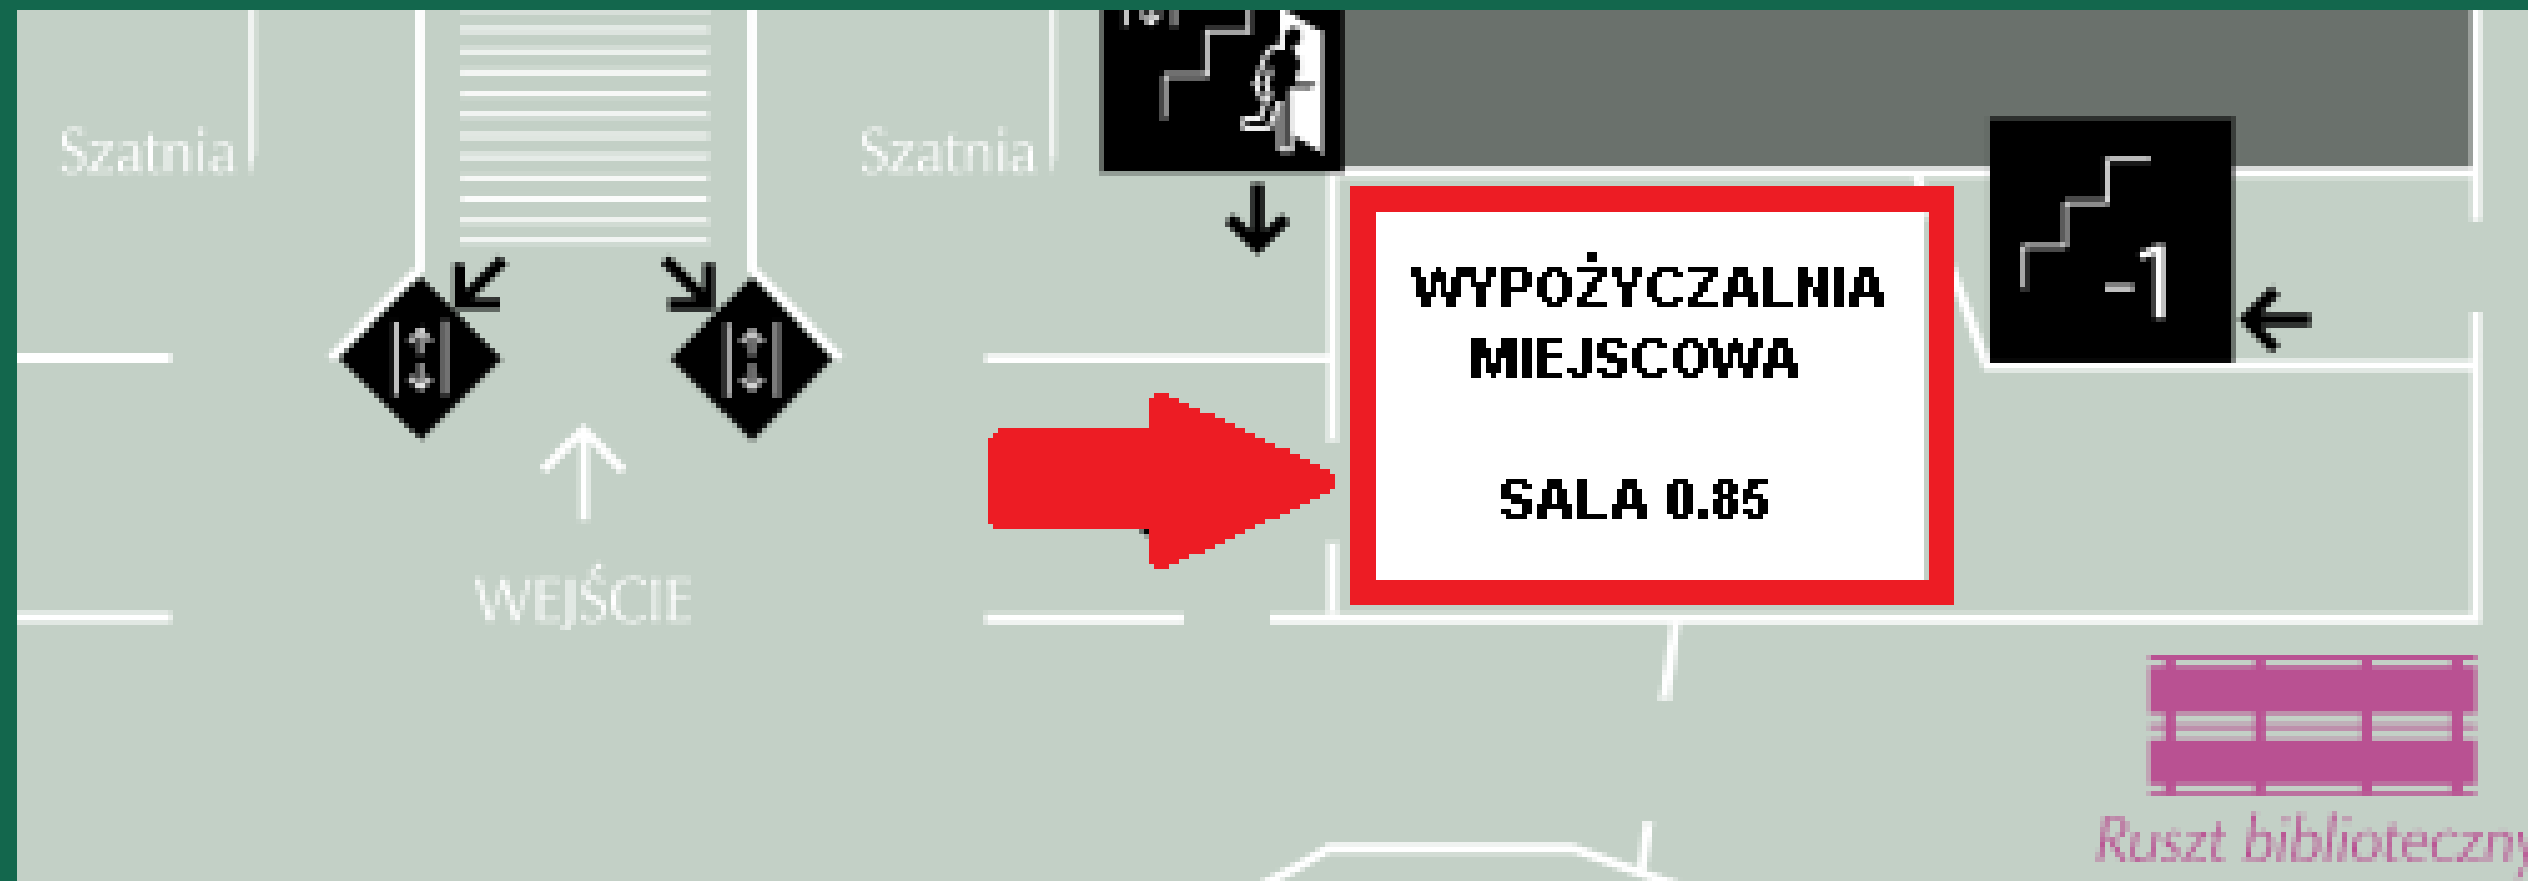 Szatnia
Szatnia
WYPOŻYCZALNIA
MIEJSCOWA
SALA 0.85
-1
WEJŚCIE
Ruszt biblioteczny